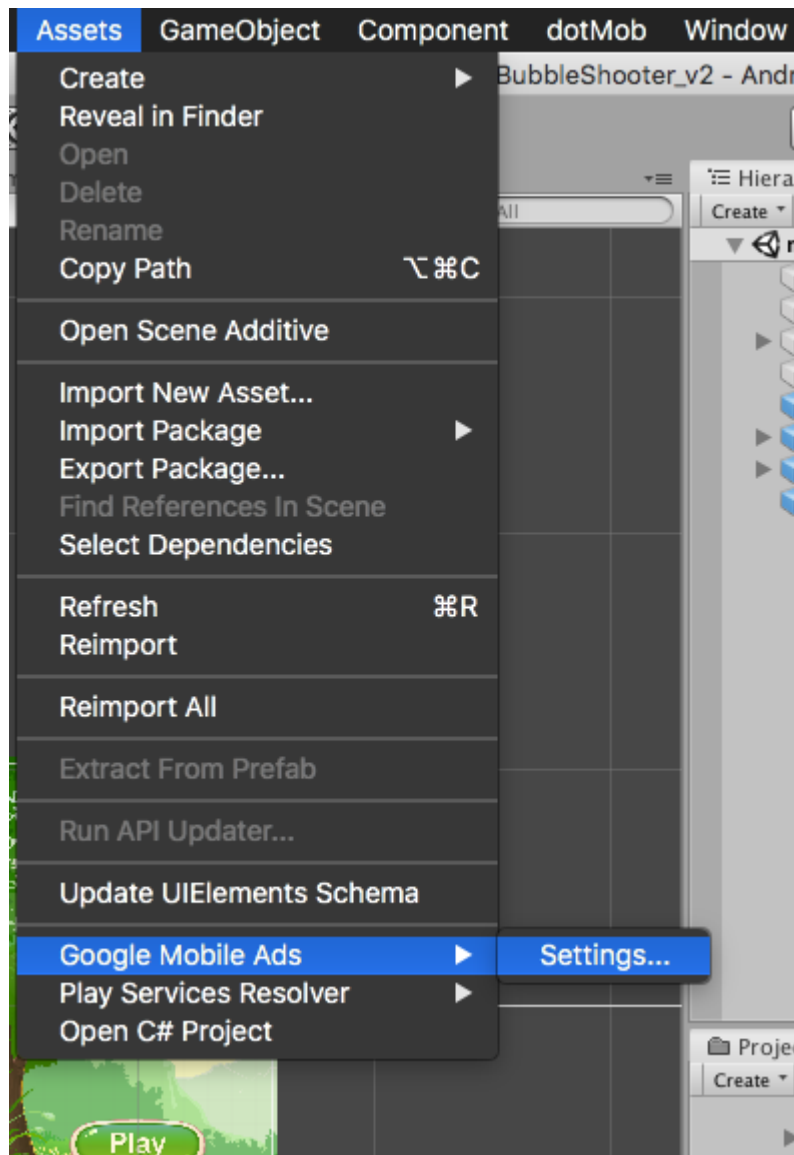 Assets GameObject Component dotMob Window
BubbleShooter_v2 - Andr
Create
Reveal in Finder
Open
Delete
Rename
Copy Path ⌥⌘C
Open Scene Additive
Import New Asset...
Import Package
Export Package...
Find References In Scene
Select Dependencies
Refresh ⌘R
Reimport
Reimport All
Extract From Prefab
Run API Updater...
Update UIElements Schema
Google Mobile Ads
Settings...
Play Services Resolver
Open C# Project
All
Hiera
Create
Proje
Create
Play